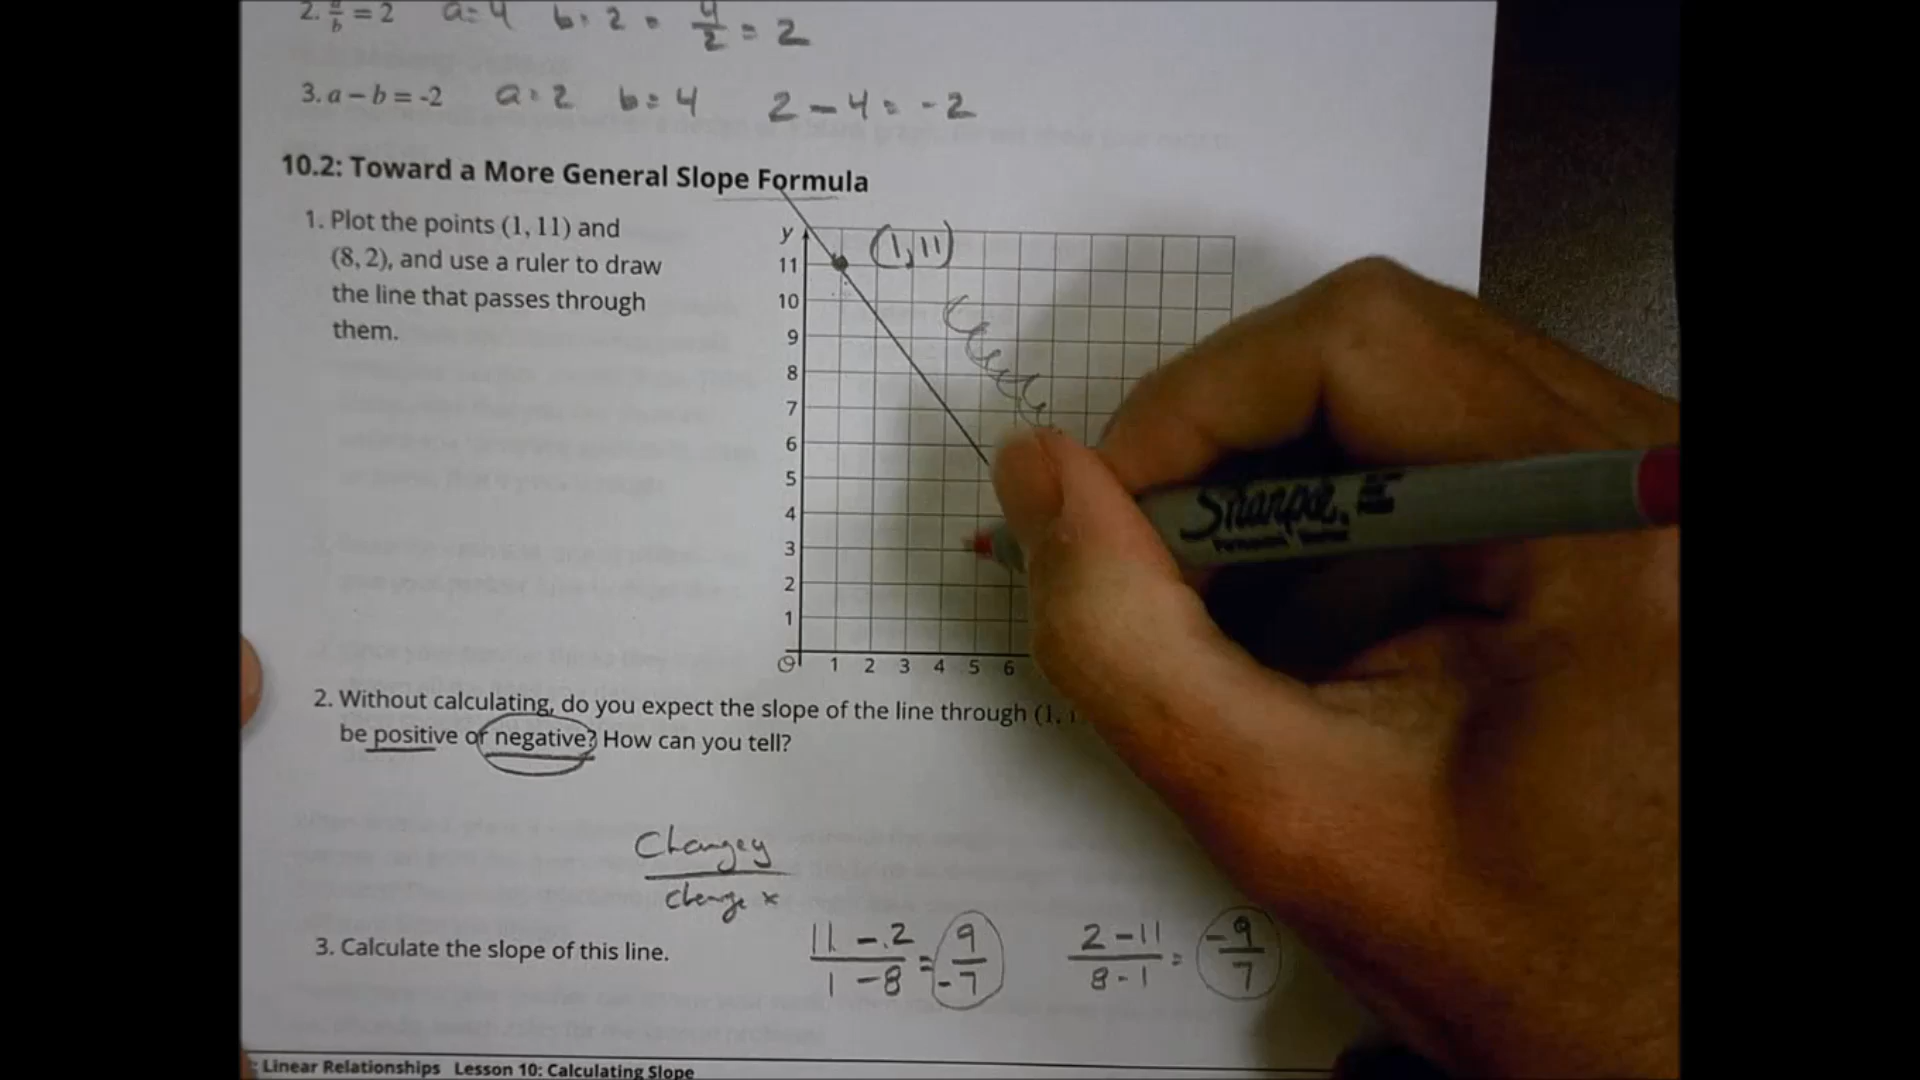 2. a/b = 2 a=4 b=2 = 4/2 = 2
3. a − b = -2 a=2 b=4 2 − 4 = -2
10.2: Toward a More General Slope Formula
1. Plot the points (1, 11) and
(8, 2), and use a ruler to draw
the line that passes through
them.
y
(1,11)
11
10
9
8
7
6
5
4
3
2
1
O 1 2 3 4 5 6
Sharpie
2. Without calculating, do you expect the slope of the line through (1,
be positive or negative? How can you tell?
Change y
change x
3. Calculate the slope of this line.
11 − 2 / 1 − 8 = 9 / -7
2 − 11 / 8 - 1 = -9 / 7
Linear Relationships Lesson 10: Calculating Slope